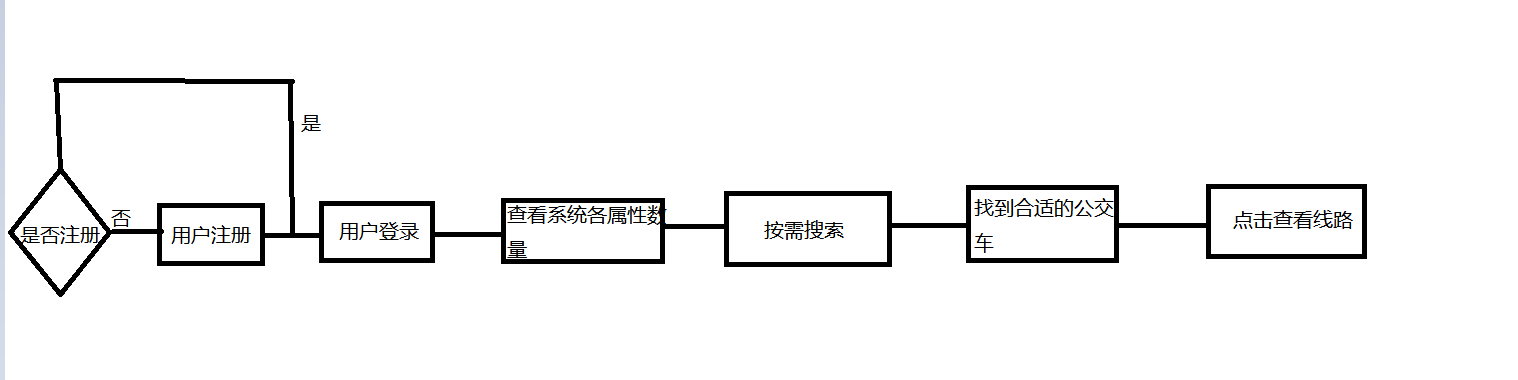 是
否
是否注册
用户注册
用户登录
查看系统各属性数
量
按需搜索
找到合适的公交
车
点击查看线路